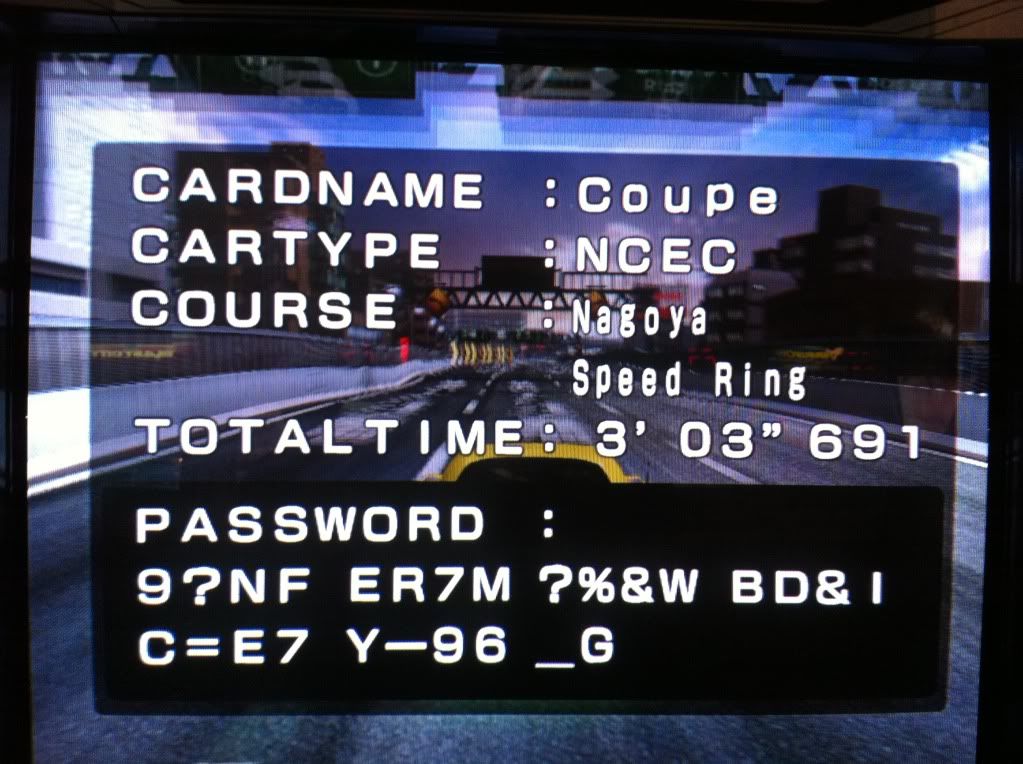 CARDNAME : Coupe
CARTYPE : NCEC
COURSE : Nagoya
Speed Ring
TOTALTIME: 3’ 03” 691
PASSWORD :
9?NF ER7M ?%&W BD&I
C=E7 Y−96 _G